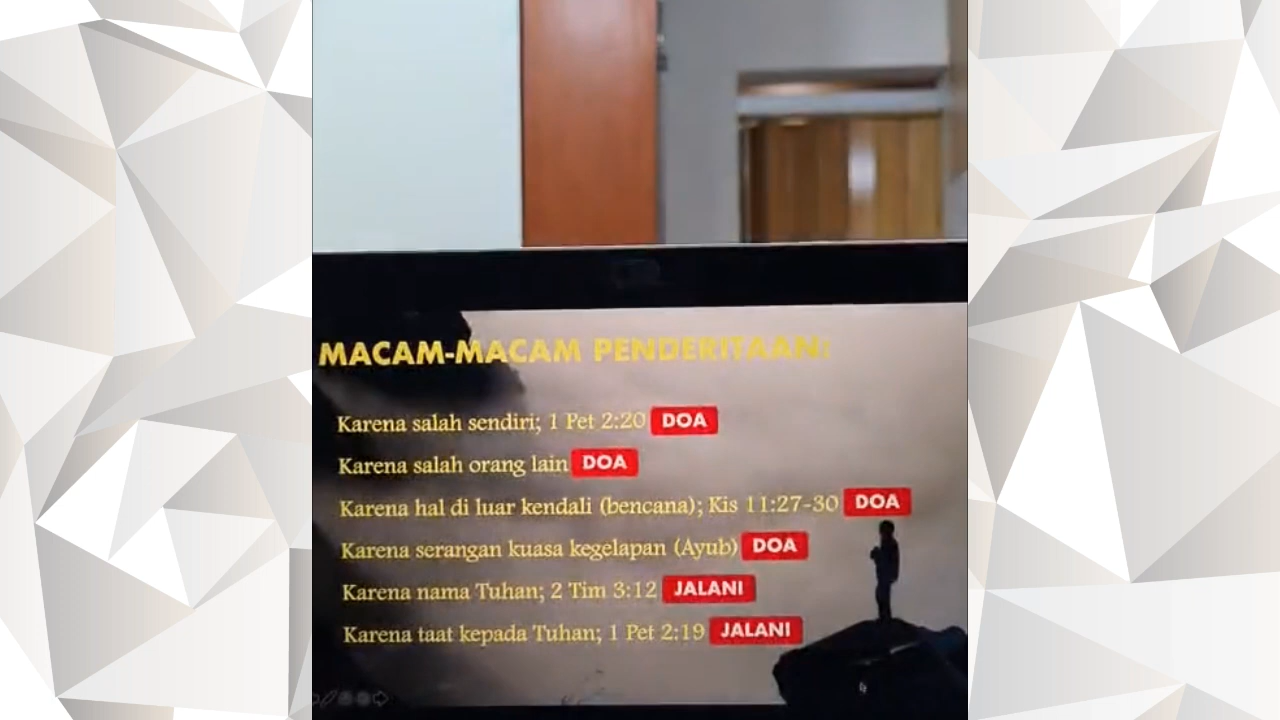 MACAM-MACAM PENDERITAAN:
Karena salah sendiri; 1 Pet 2:20 DOA
Karena salah orang lain DOA
Karena hal di luar kendali (bencana); Kis 11:27-30 DOA
Karena serangan kuasa kegelapan (Ayub) DOA
Karena nama Tuhan; 2 Tim 3:12 JALANI
Karena taat kepada Tuhan; 1 Pet 2:19 JALANI